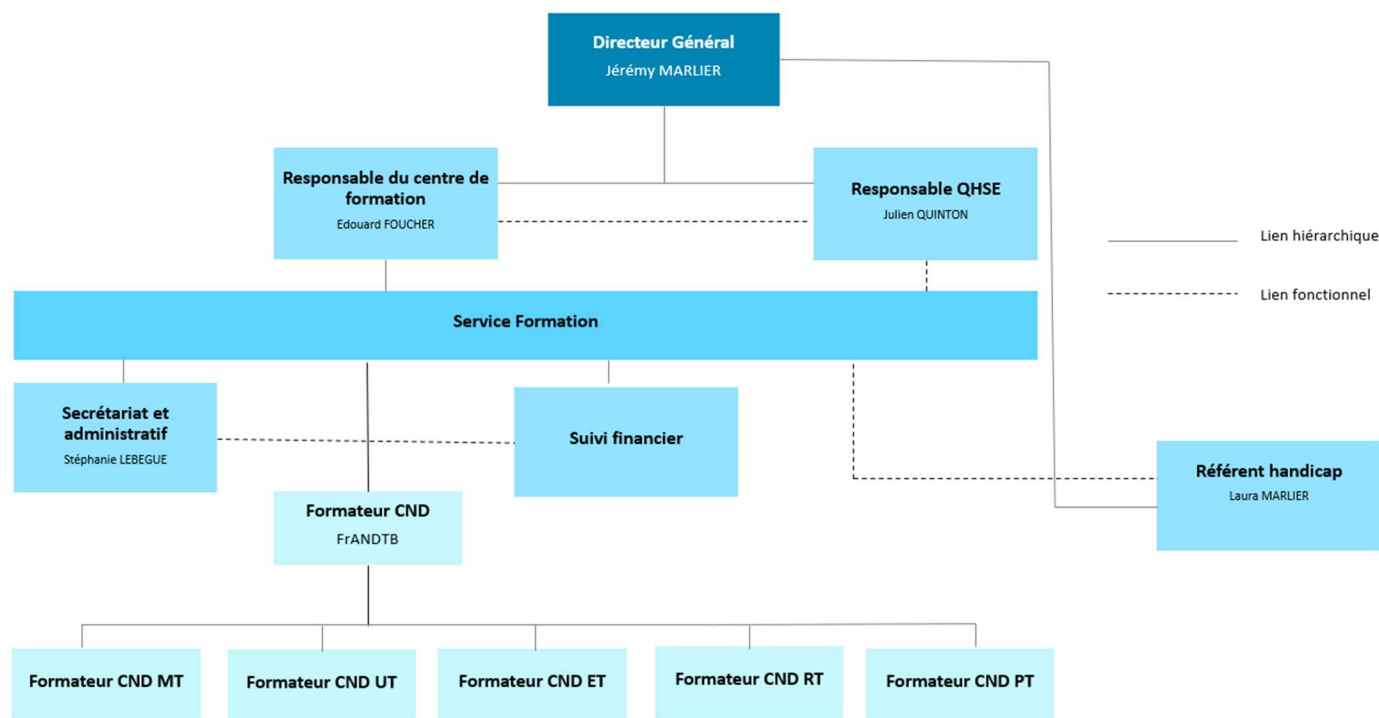 Directeur Général
Jérémy MARLIER
Responsable du centre de
formation
Edouard FOUCHER
Responsable QHSE
Julien QUINTON
Lien hiérarchique
Lien fonctionnel
Service Formation
Secrétariat et
administratif
Stéphanie LEBEGUE
Suivi financier
Référent handicap
Laura MARLIER
Formateur CND
FrANDTB
Formateur CND MT
Formateur CND UT
Formateur CND ET
Formateur CND RT
Formateur CND PT